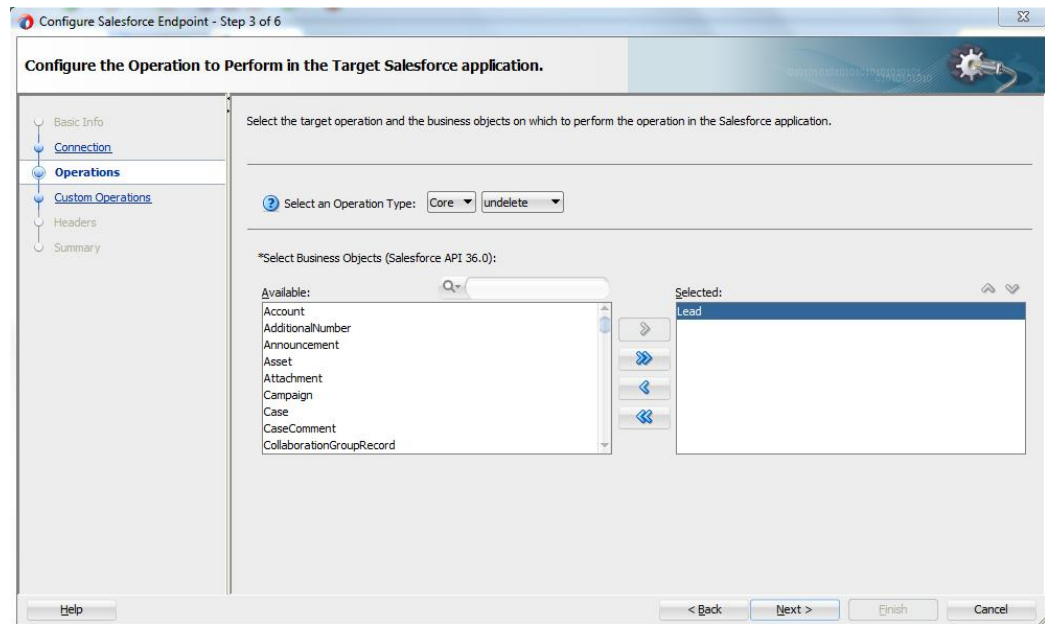 Configure Salesforce Endpoint - Step 3 of 6
Configure the Operation to Perform in the Target Salesforce application.
Basic Info
Connection
Operations
Custom Operations
Headers
Summary
Select the target operation and the business objects on which to perform the operation in the Salesforce application.
Select an Operation Type: Core undelete
*Select Business Objects (Salesforce API 36.0):
Available:
Account
AdditionalNumber
Announcement
Asset
Attachment
Campaign
Case
CaseComment
CollaborationGroupRecord
Selected:
Lead
Help
< Back Next > Finish Cancel